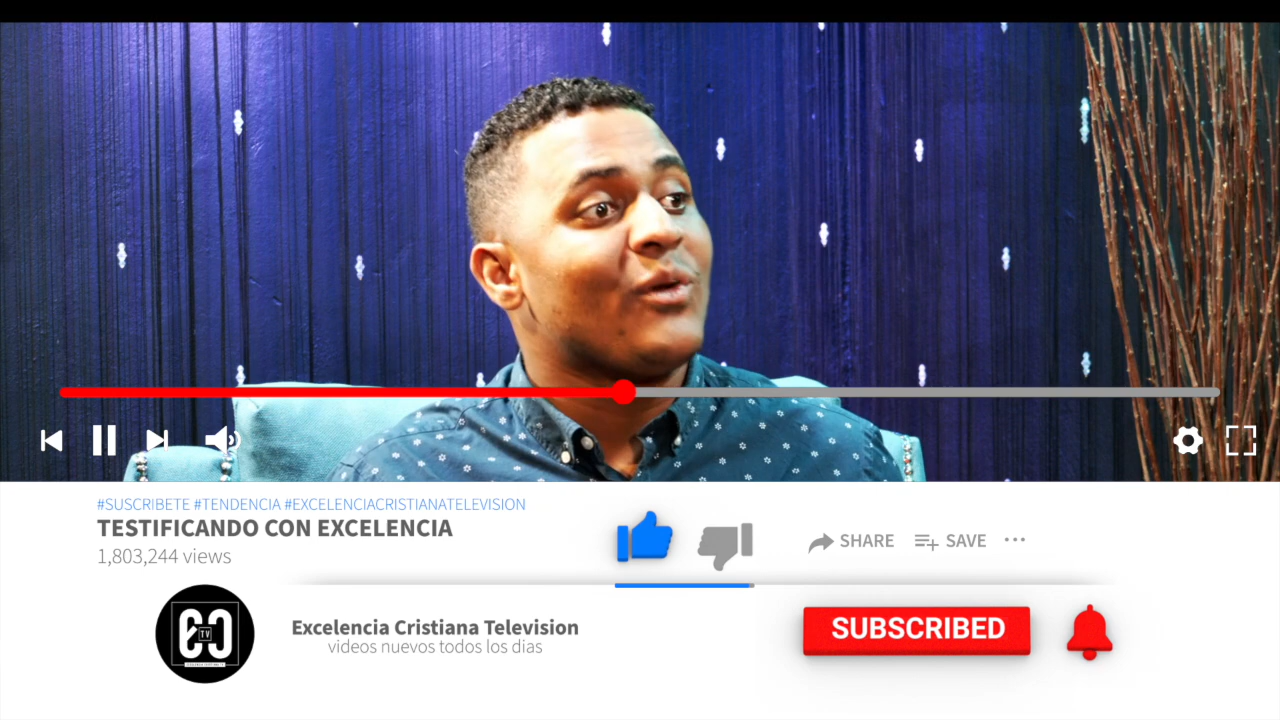 #SUSCRIBETE #TENDENCIA #EXCELENCIACRISTIANATELEVISION
TESTIFICANDO CON EXCELENCIA
1,803,244 views
SHARE
SAVE
TV
Excelencia Cristiana Television
videos nuevos todos los dias
SUBSCRIBED